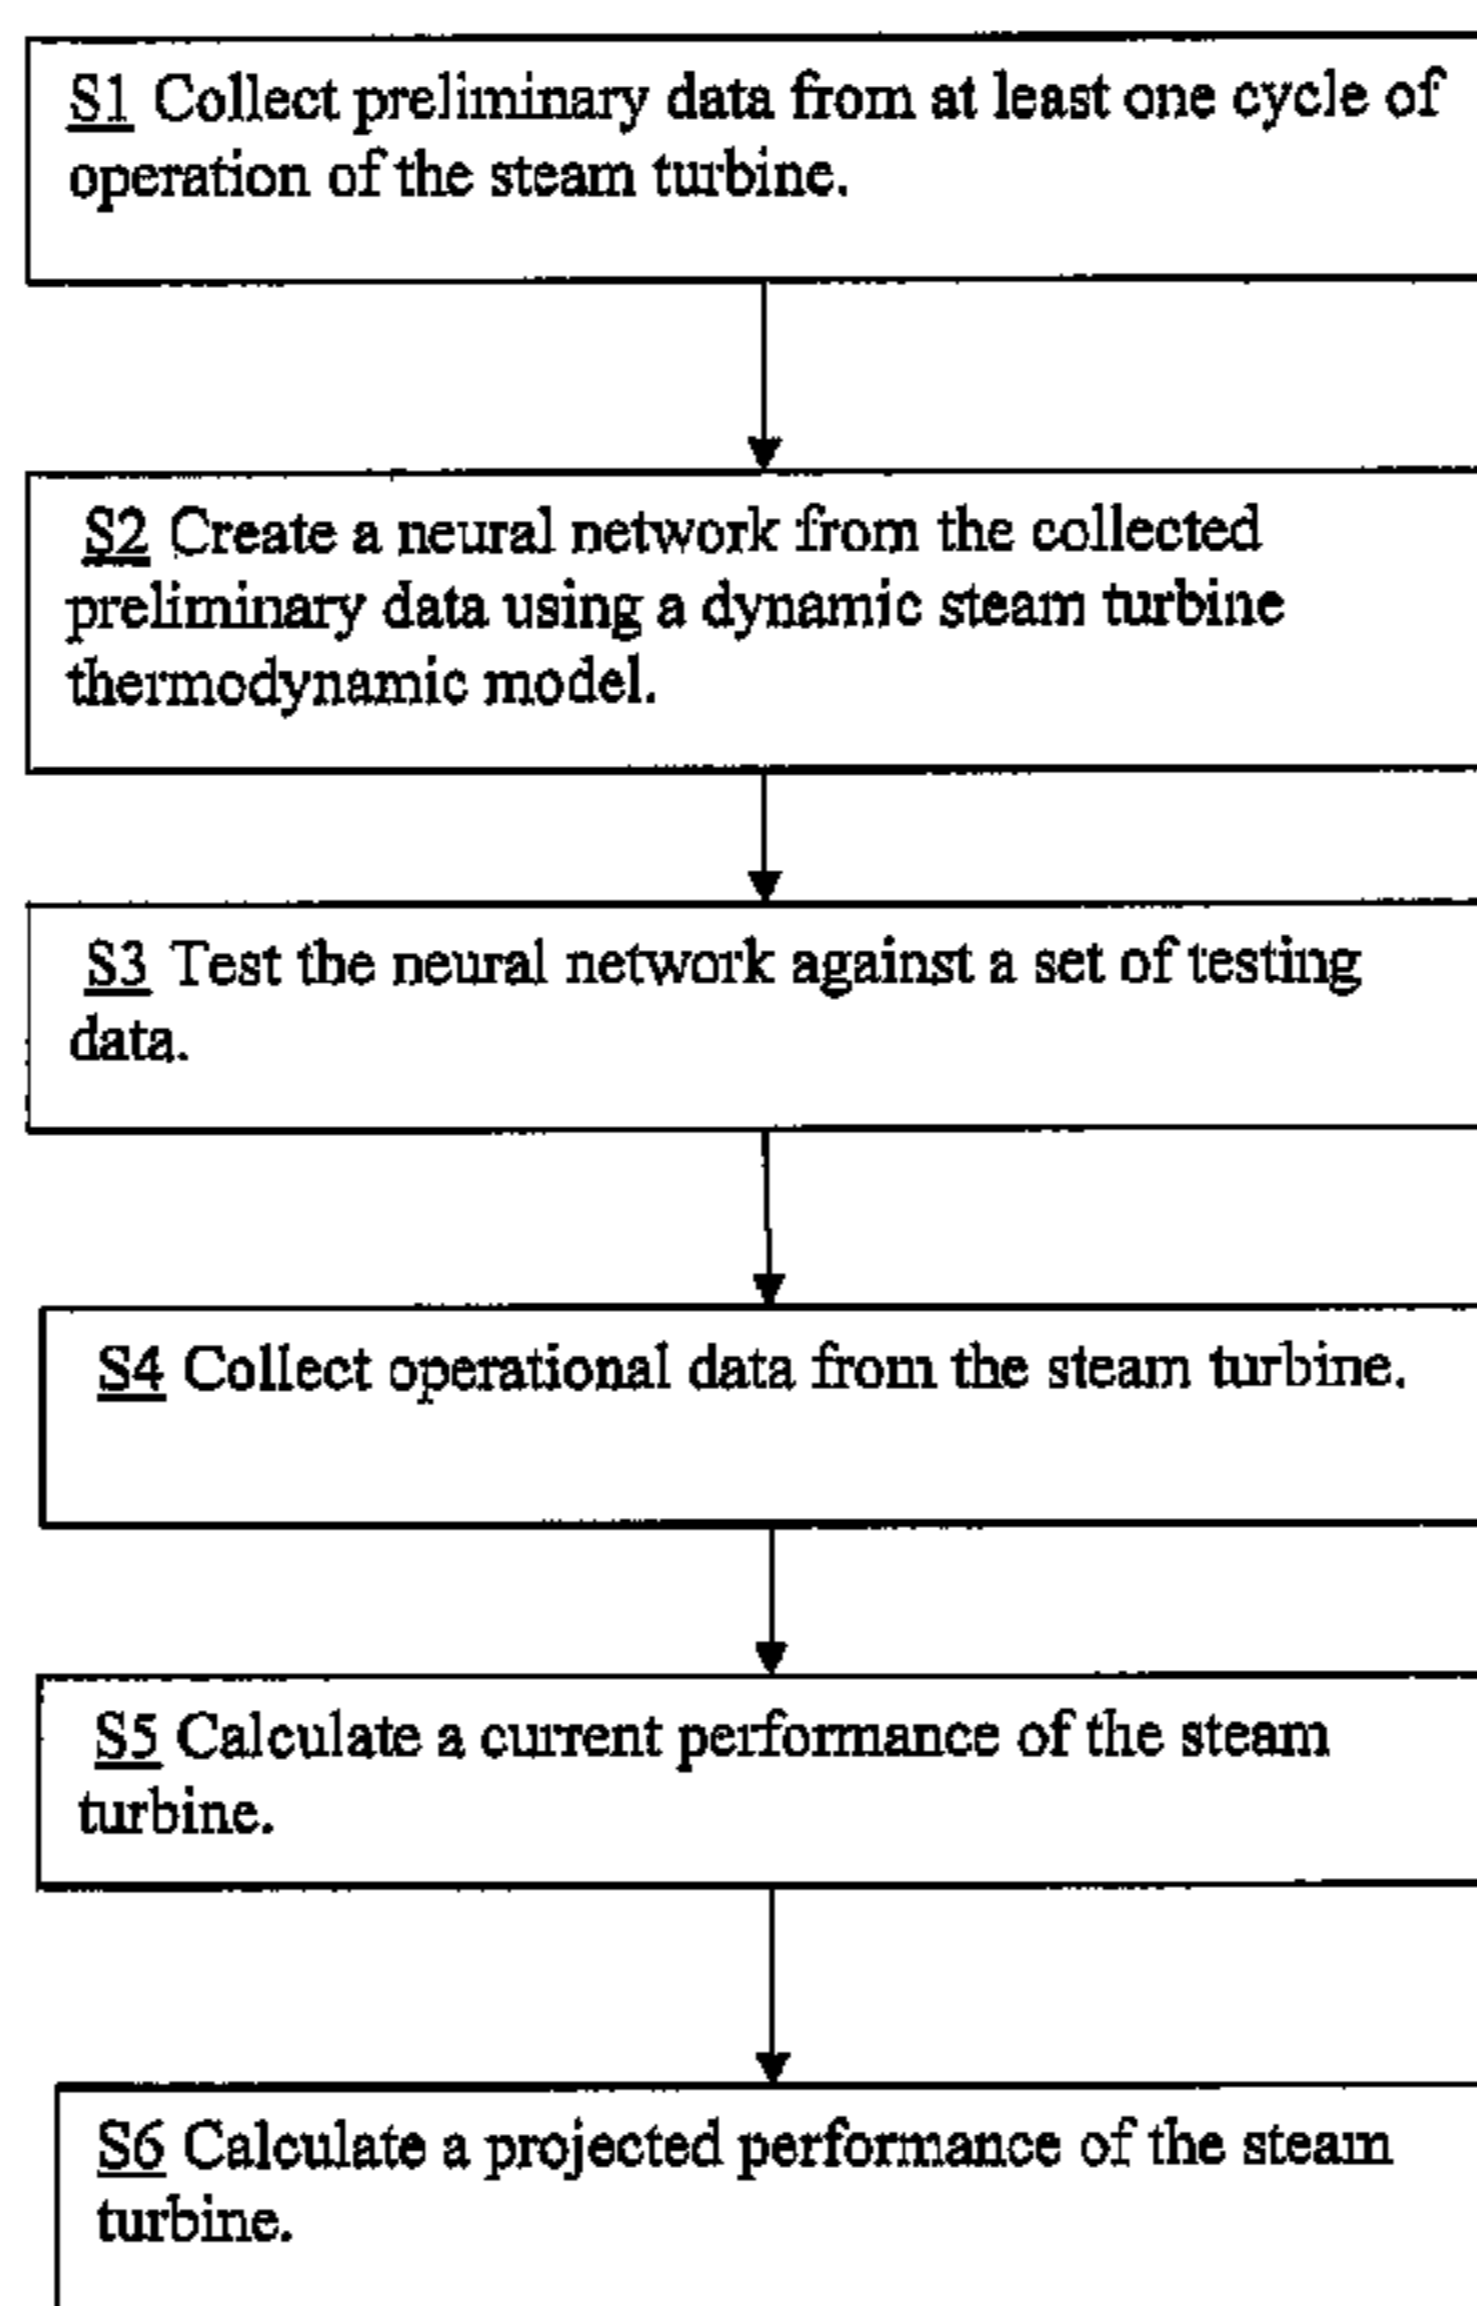 S1 Collect preliminary data from at least one cycle of
operation of the steam turbine.
S2 Create a neural network from the collected
preliminary data using a dynamic steam turbine
thermodynamic model.
S3 Test the neural network against a set of testing
data.
S4 Collect operational data from the steam turbine.
S5 Calculate a current performance of the steam
turbine.
S6 Calculate a projected performance of the steam
turbine.